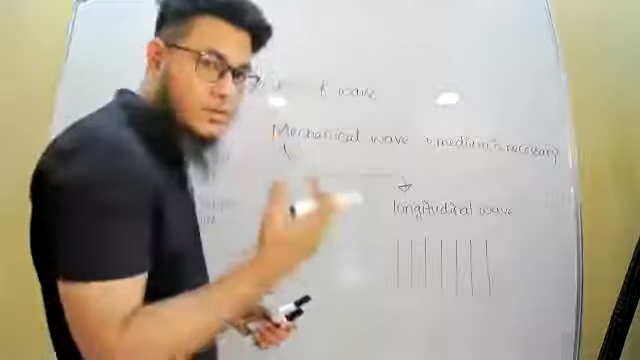 of wave
Mechanical wave → medium is necessary
longitudinal wave